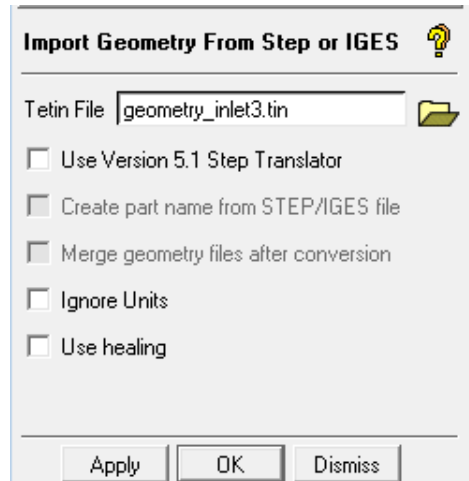 Import Geometry From Step or IGES
Tetin File geometry_inlet3.tin
Use Version 5.1 Step Translator
Create part name from STEP/IGES file
Merge geometry files after conversion
Ignore Units
Use healing
Apply OK Dismiss